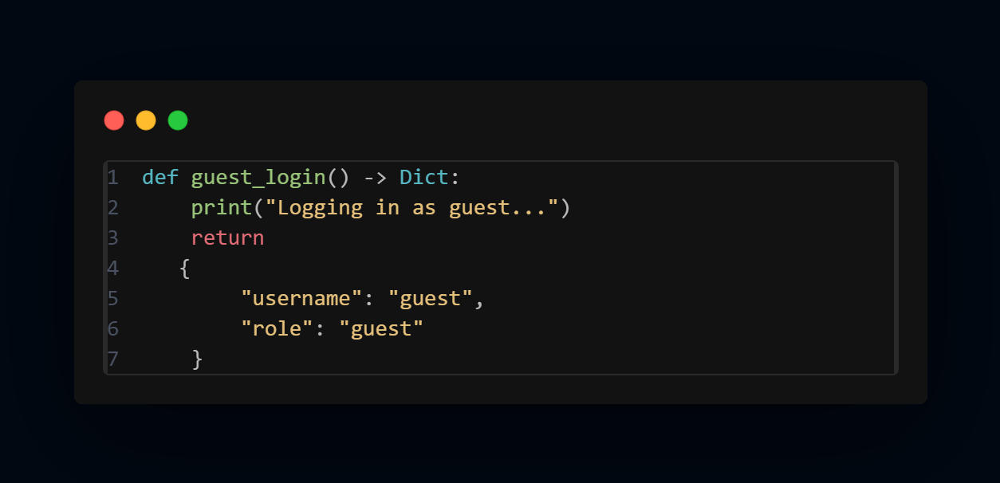 1 def guest_login() -> Dict:
2     print("Logging in as guest...")
3     return
4    {
5         "username": "guest",
6         "role": "guest"
7     }